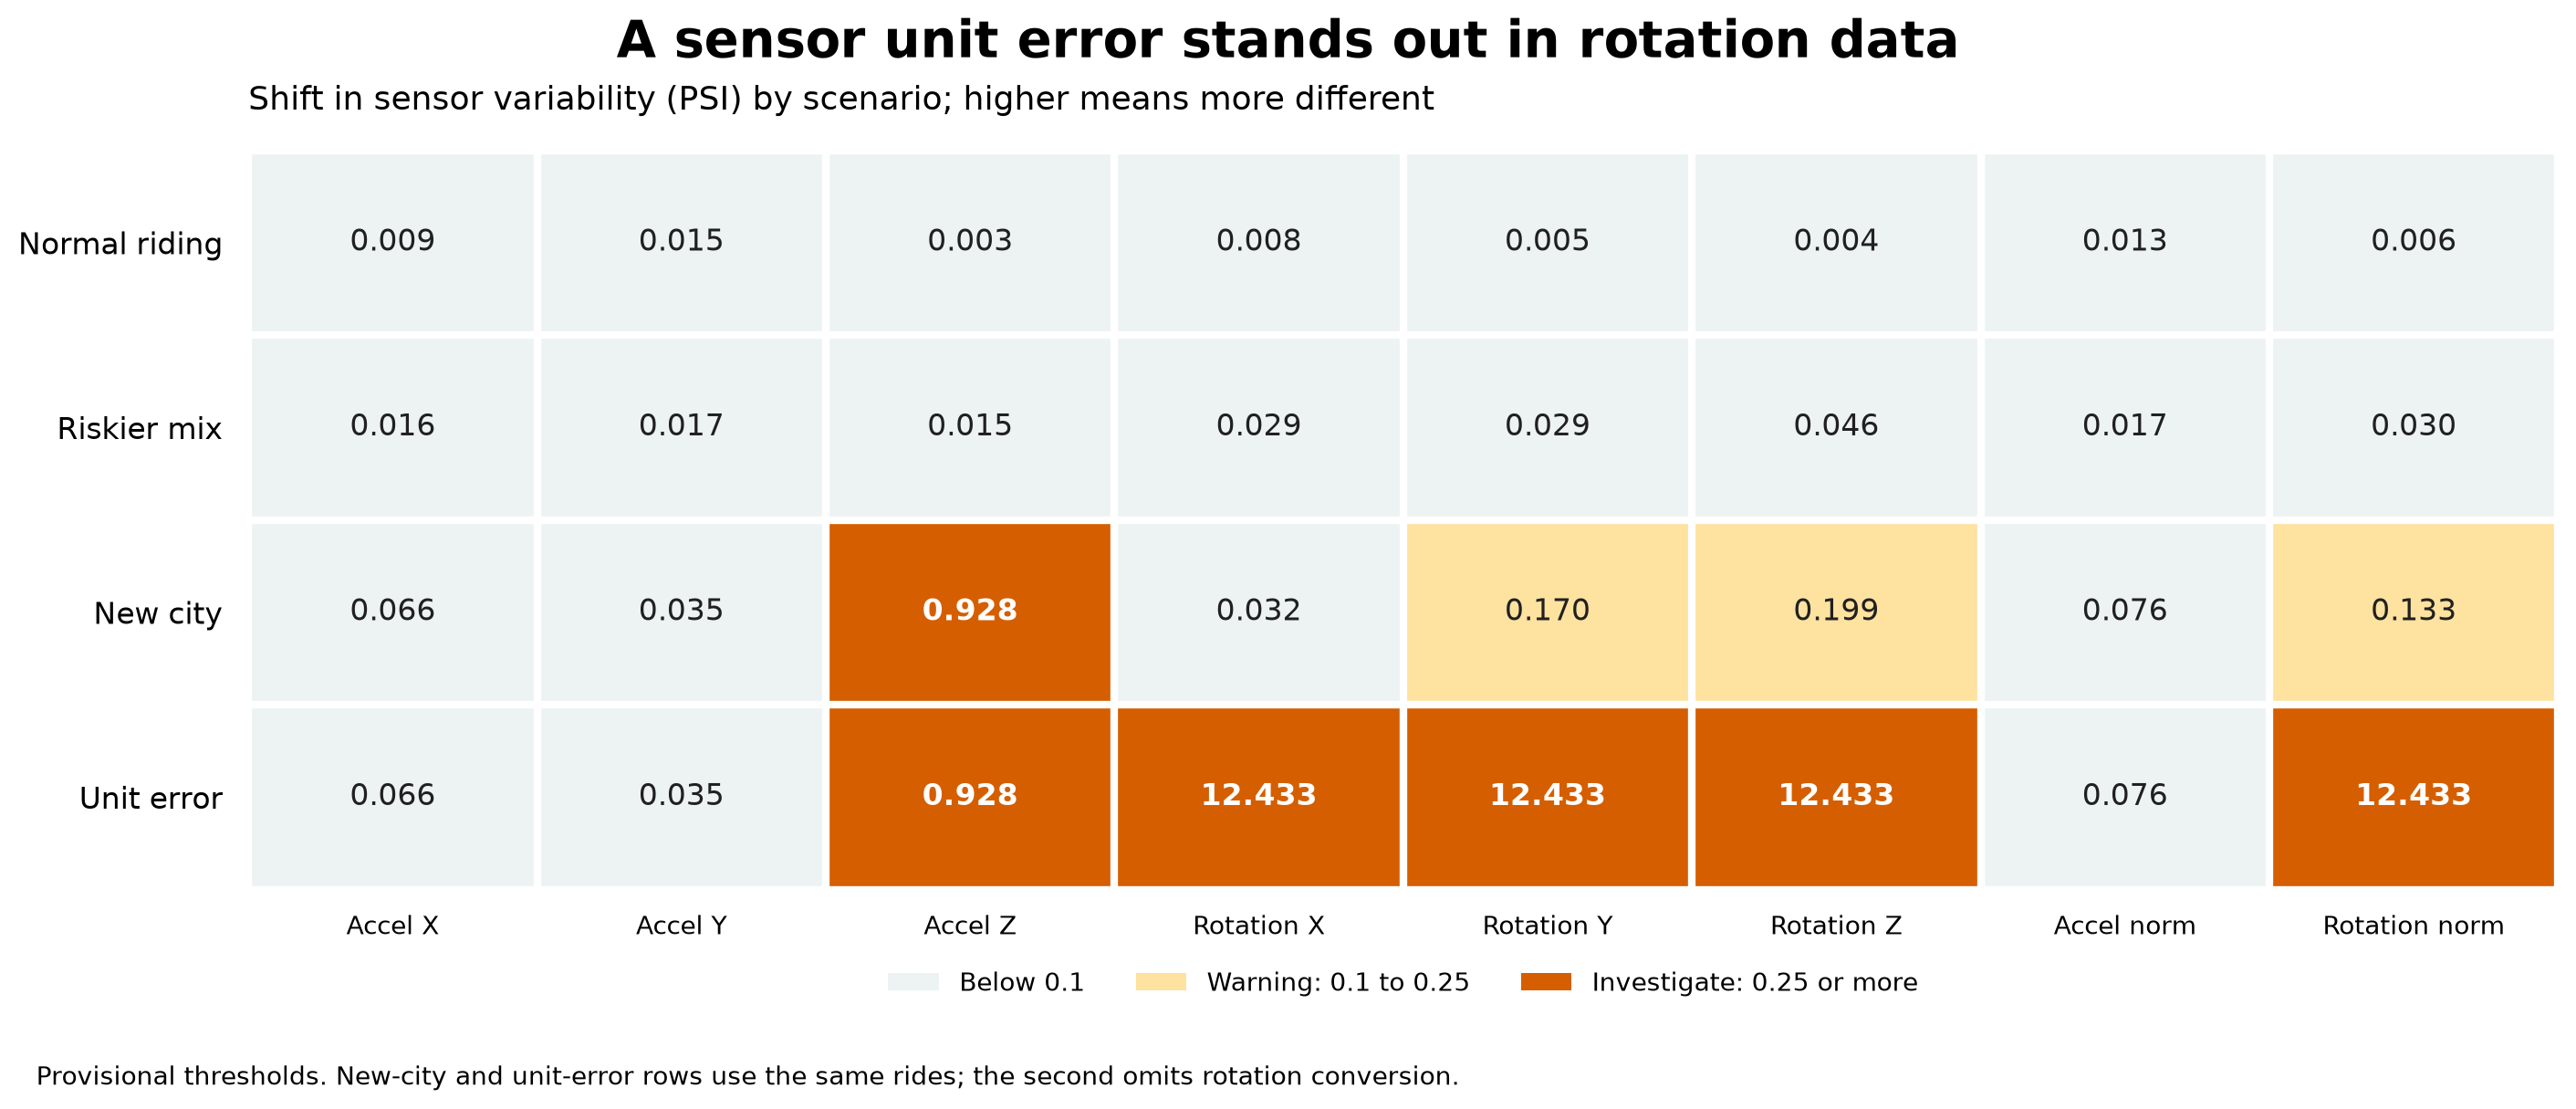 A sensor unit error stands out in rotation data
Shift in sensor variability (PSI) by scenario; higher means more different
Normal riding 0.009 0.015 0.003 0.008 0.005 0.004 0.013 0.006
Riskier mix 0.016 0.017 0.015 0.029 0.029 0.046 0.017 0.030
New city 0.066 0.035 0.928 0.032 0.170 0.199 0.076 0.133
Unit error 0.066 0.035 0.928 12.433 12.433 12.433 0.076 12.433
Accel X Accel Y Accel Z Rotation X Rotation Y Rotation Z Accel norm Rotation norm
Below 0.1 Warning: 0.1 to 0.25 Investigate: 0.25 or more
Provisional thresholds. New-city and unit-error rows use the same rides; the second omits rotation conversion.